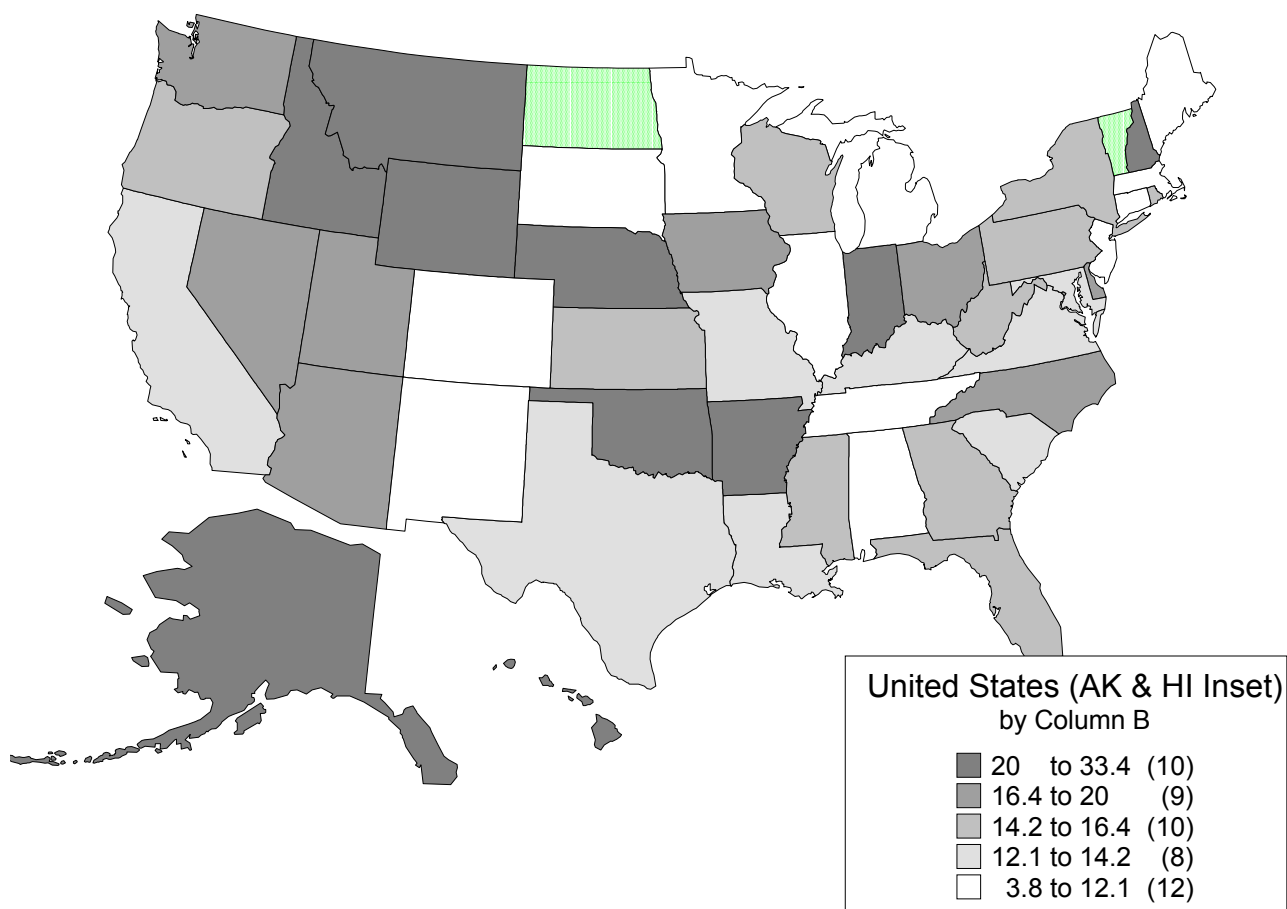 United States (AK & HI Inset)
by Column B
20 to 33.4 (10)
16.4 to 20 (9)
14.2 to 16.4 (10)
12.1 to 14.2 (8)
3.8 to 12.1 (12)